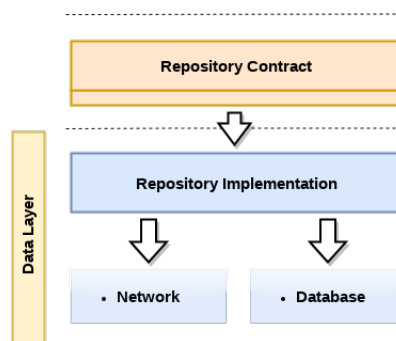 Repository Contract
Repository Implementation
Data Layer
• Network
• Database